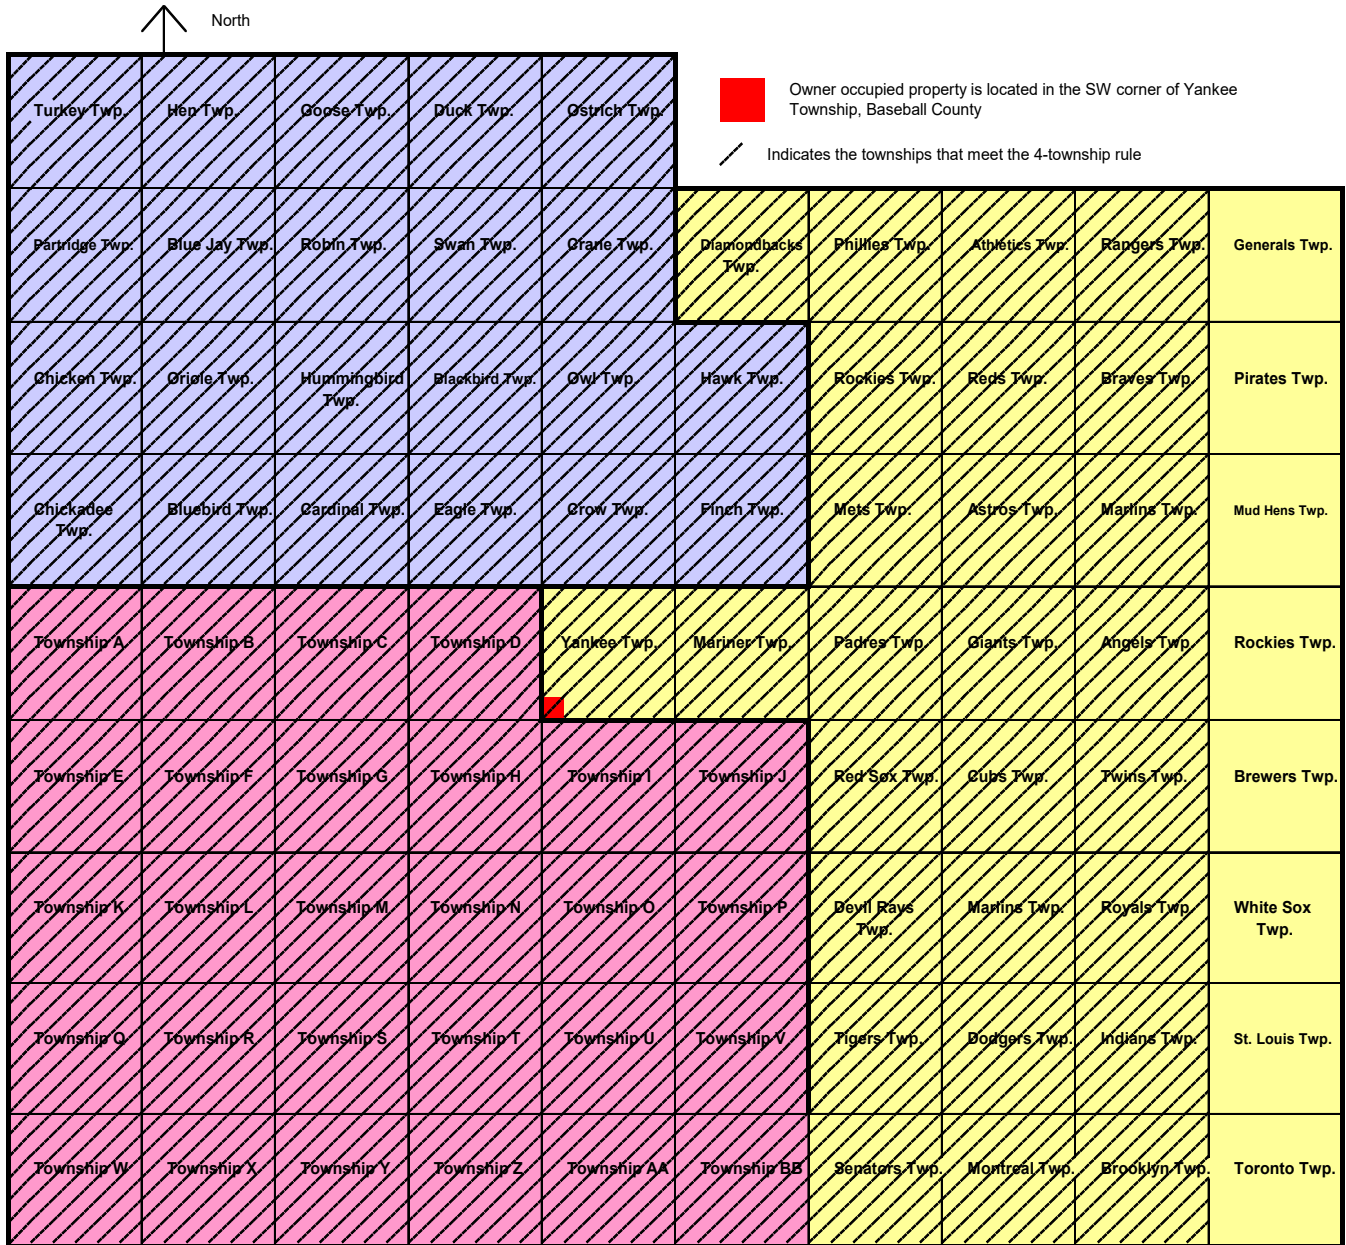 North
Owner occupied property is located in the SW corner of Yankee
Township, Baseball County
Indicates the townships that meet the 4-township rule
Turkey Twp. Hen Twp. Goose Twp. Duck Twp. Ostrich Twp.
Partridge Twp. Blue Jay Twp. Robin Twp. Swan Twp. Crane Twp. Diamondbacks Phillies Twp. Athletics Twp. Rangers Twp. Generals Twp.
Twp.
Chicken Twp. Oriole Twp. Hummingbird Blackbird Twp. Owl Twp. Hawk Twp. Rockies Twp. Reds Twp. Braves Twp. Pirates Twp.
Twp.
Chickadee Bluebird Twp. Cardinal Twp. Eagle Twp. Crow Twp. Finch Twp. Mets Twp. Astros Twp. Marlins Twp. Mud Hens Twp.
Twp.
Township A Township B Township C Township D Yankee Twp. Mariner Twp. Padres Twp. Giants Twp. Angels Twp. Rockies Twp.
Township E Township F Township G Township H Township I Township J Red Sox Twp. Cubs Twp. Twins Twp. Brewers Twp.
Township K Township L Township M Township N Township O Township P Devil Rays Marlins Twp. Royals Twp. White Sox
Twp. Twp.
Township Q Township R Township S Township T Township U Township V Tigers Twp. Dodgers Twp. Indians Twp. St. Louis Twp.
Township W Township X Township Y Township Z Township AA Township BB Senators Twp. Montreal Twp. Brooklyn Twp. Toronto Twp.